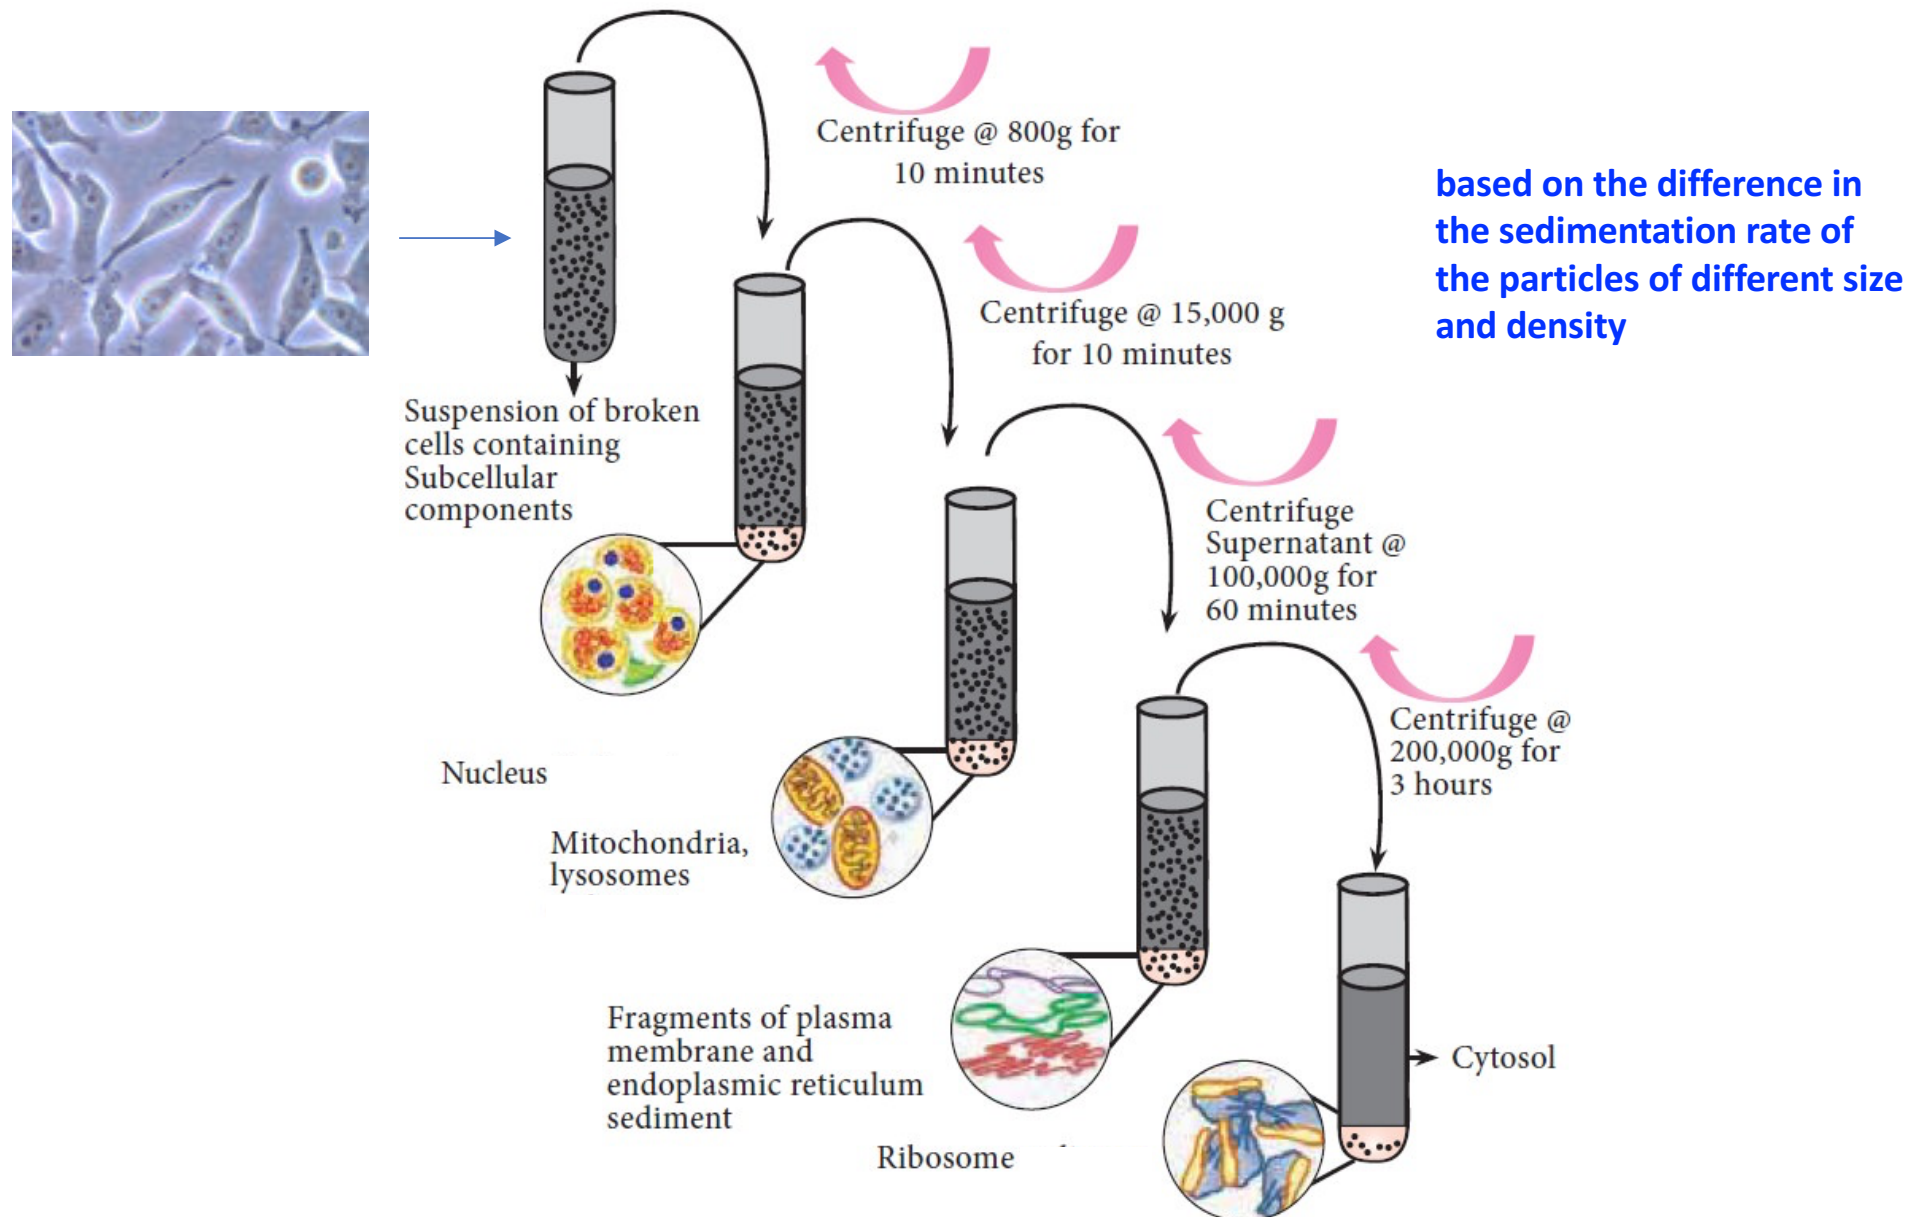 Centrifuge @ 800g for
10 minutes
based on the difference in
the sedimentation rate of
the particles of different size
and density
Centrifuge @ 15,000 g
for 10 minutes
Suspension of broken
cells containing
Subcellular
components
Centrifuge
Supernatant @
100,000g for
60 minutes
Centrifuge @
200,000g for
3 hours
Nucleus
Mitochondria,
lysosomes
Fragments of plasma
membrane and
endoplasmic reticulum
sediment
Cytosol
Ribosome